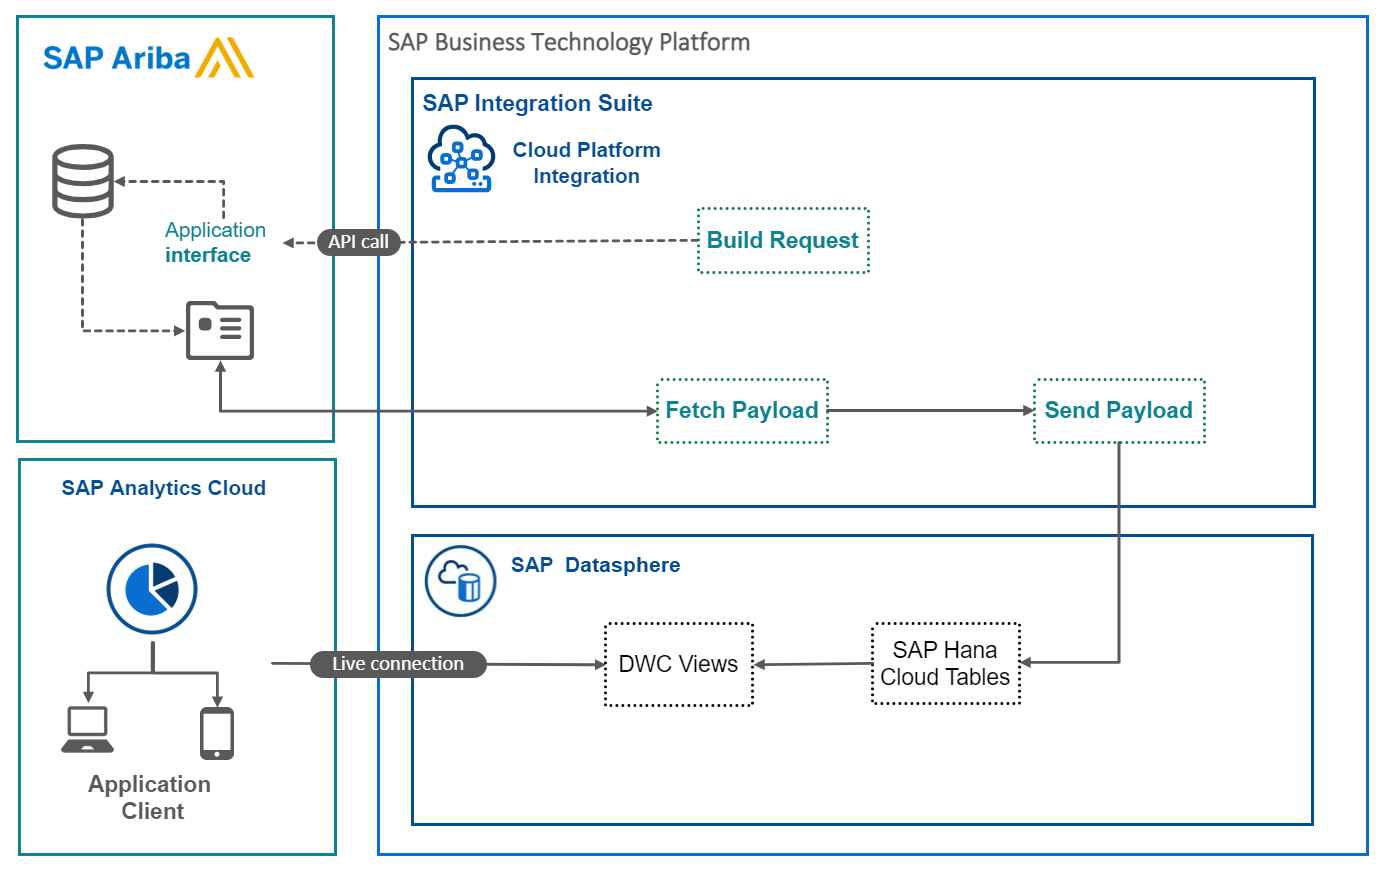 SAP Ariba
Application
interface
API call
SAP Business Technology Platform
SAP Integration Suite
Cloud Platform
Integration
Build Request
Fetch Payload
Send Payload
SAP Analytics Cloud
Application
Client
Live connection
SAP  Datasphere
DWC Views
SAP Hana
Cloud Tables